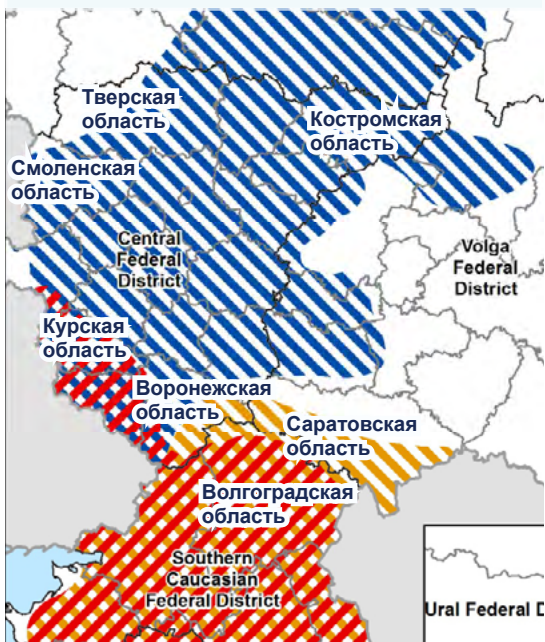 Тверская
область
Костромская
область
Смоленская
область
Central
Federal
District
Volga
Federal
District
Курская
область
Воронежская
область
Саратовская
область
Волгоградская
область
Southern
Caucasian
Federal District
Ural Federal D